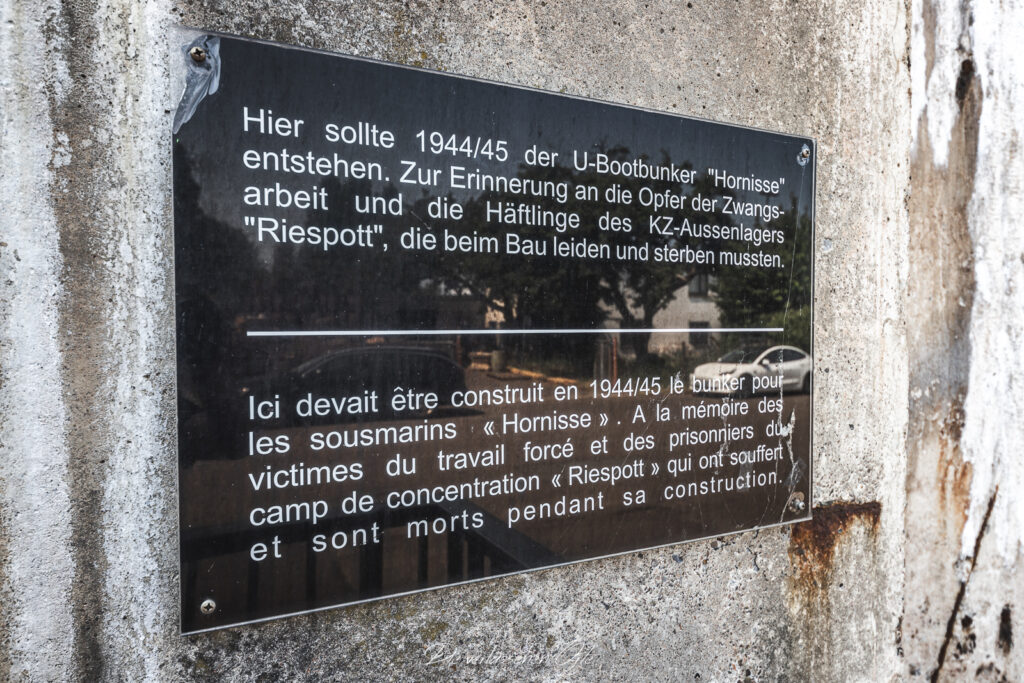 Hier sollte 1944/45 der U-Bootbunker "Hornisse"
entstehen. Zur Erinnerung an die Opfer der Zwangs-
arbeit und die Häftlinge des KZ-Aussenlagers
"Riespott", die beim Bau leiden und sterben mussten.
Ici devait être construit en 1944/45 le bunker pour
les sousmarins « Hornisse » . A la mémoire des
victimes du travail forcé et des prisonniers du
camp de concentration « Riespott » qui ont souffert
et sont morts pendant sa construction.